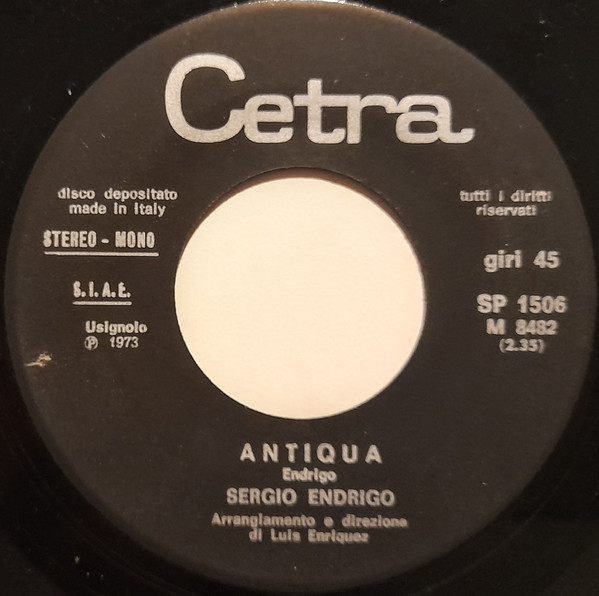 Cetra
disco depositato
made in Italy
STEREO - MONO
S.I.A.E.
Usignolo
℗ 1973
tutti i diritti
riservati
giri 45
SP 1506
M 8482
(2.35)
ANTIQUA
Endrigo
SERGIO ENDRIGO
Arrangiamento e direzione
di Luis Enriquez